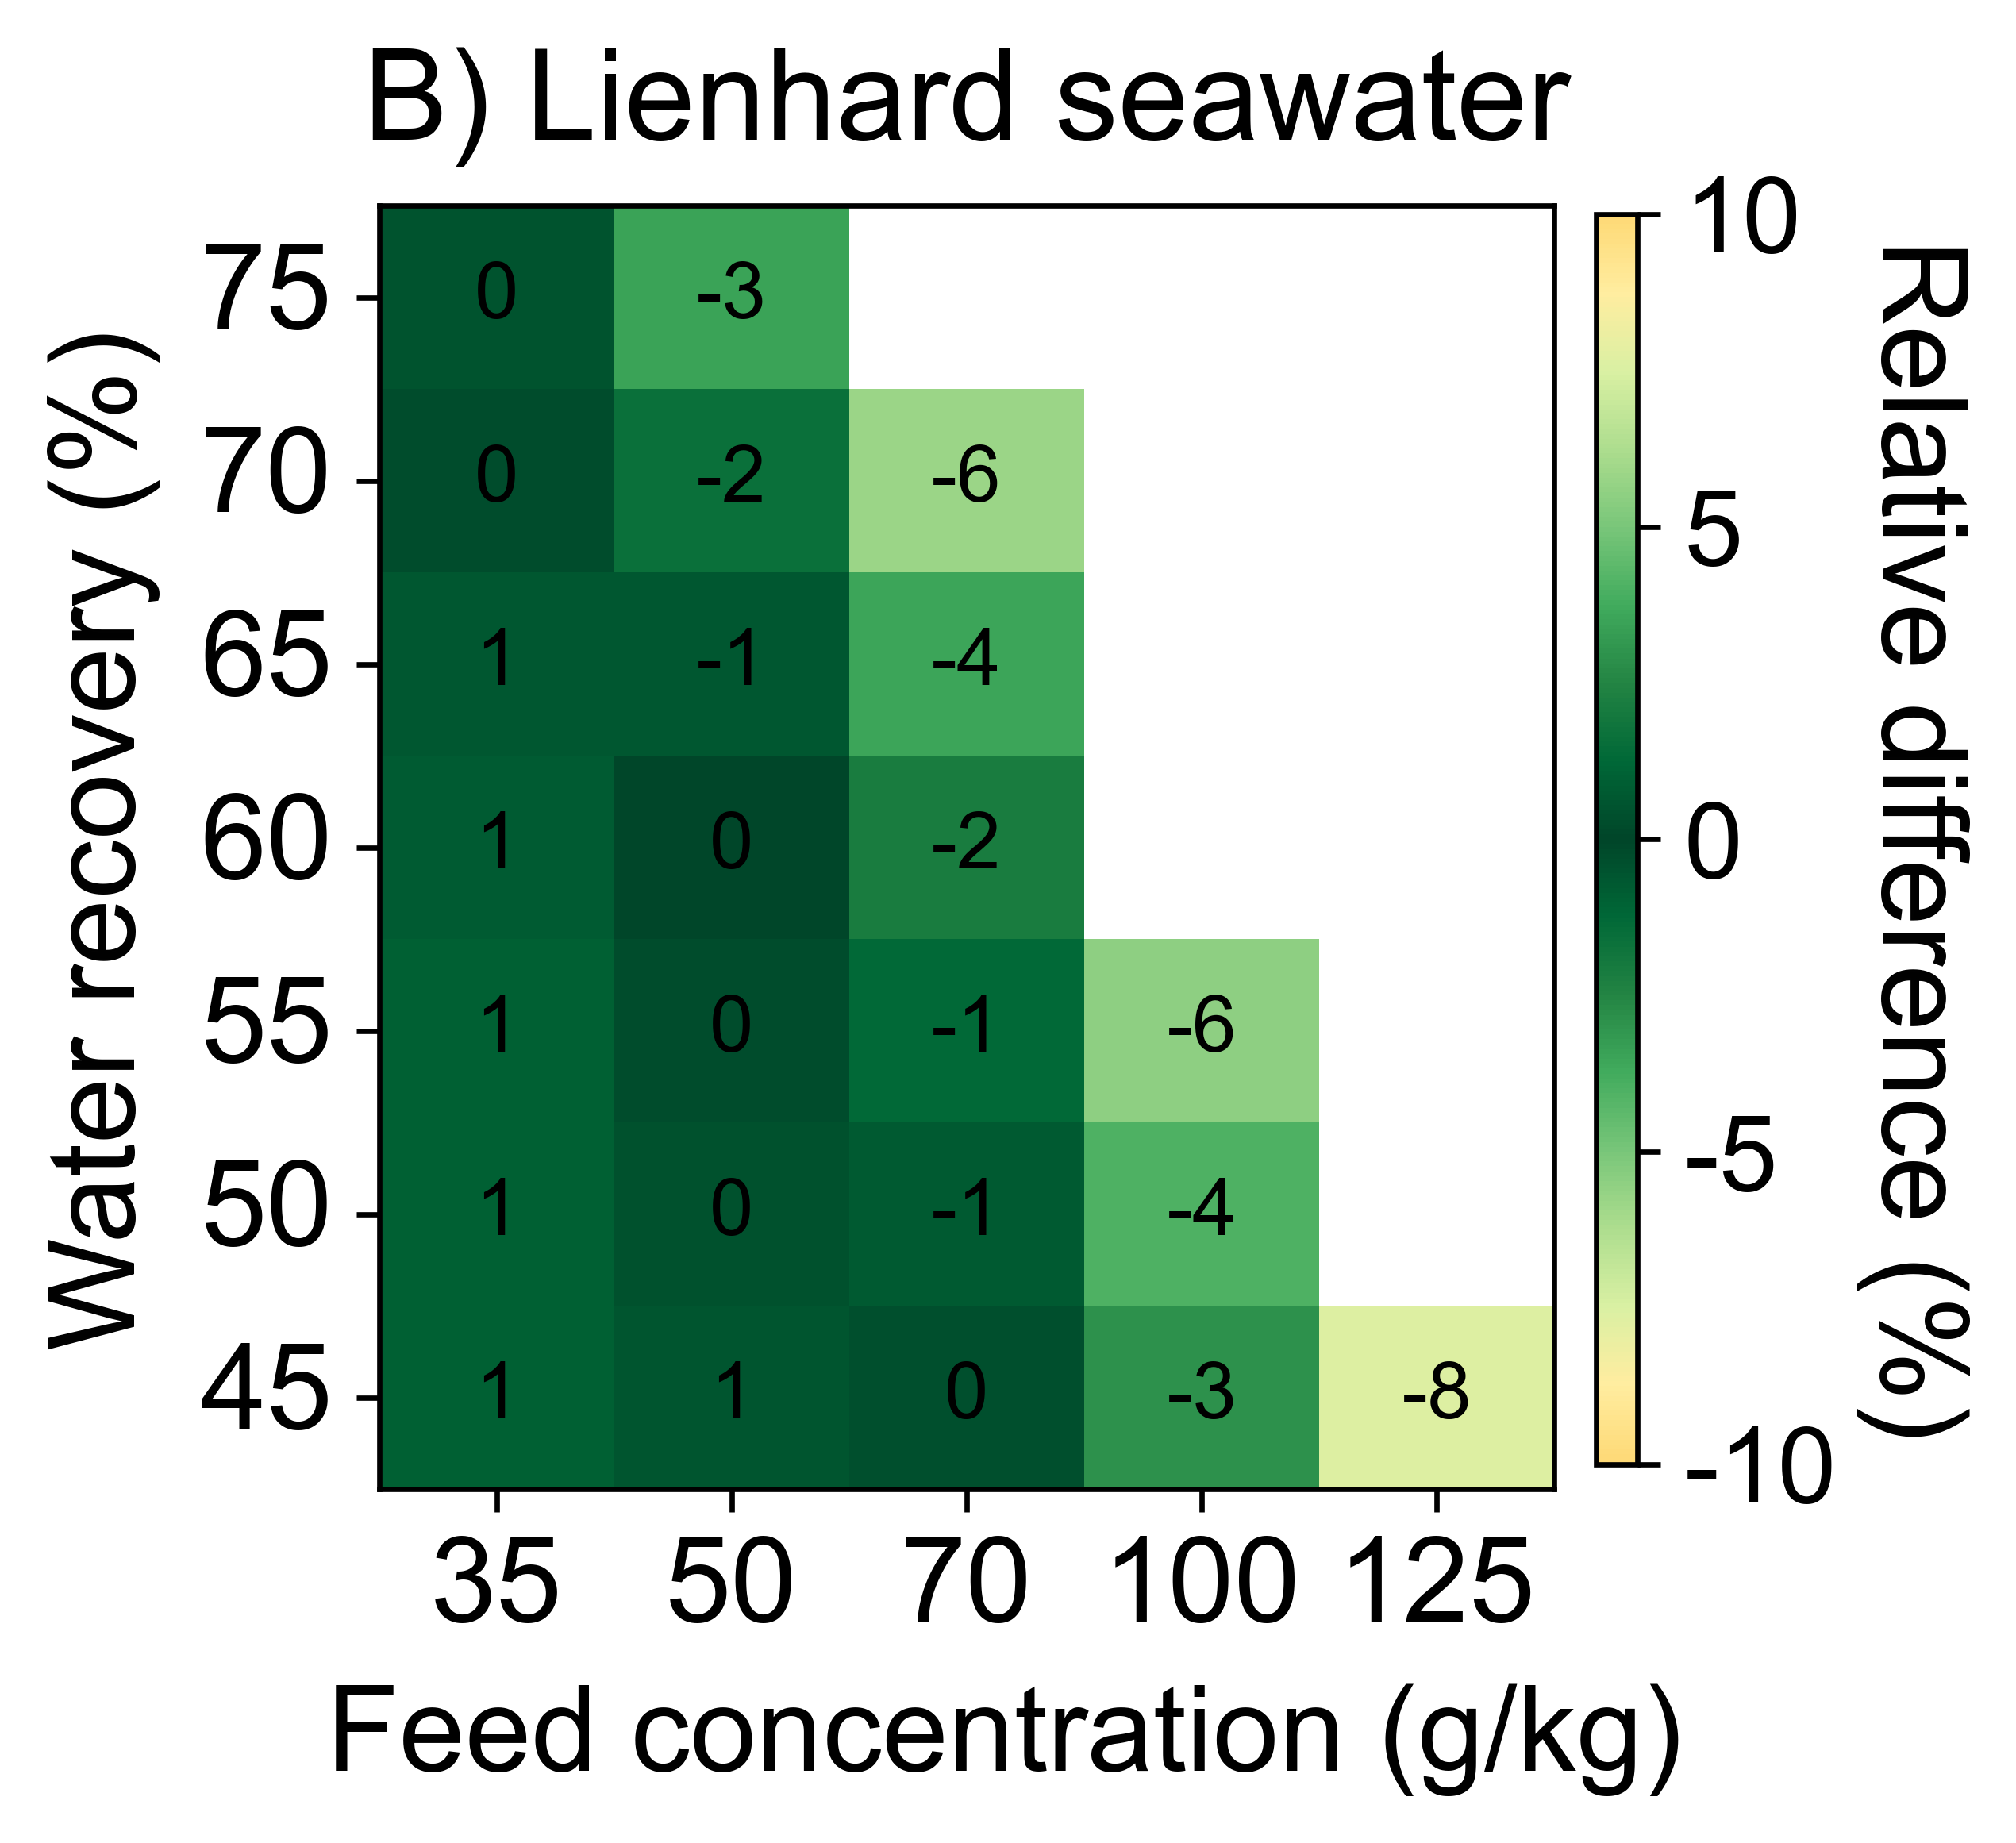 B) Lienhard seawater
Water recovery (%)
75 0 -3
70 0 -2 -6
65 1 -1 -4
60 1 0 -2
55 1 0 -1 -6
50 1 0 -1 -4
45 1 1 0 -3 -8
35 50 70 100 125
Feed concentration (g/kg)
10
5
0
-5
-10
Relative difference (%)